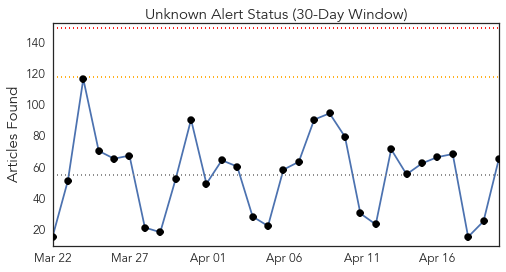 Unknown Alert Status (30-Day Window)
140
120
100
80
60
40
20
Articles Found
Mar 22 Mar 27 Apr 01 Apr 06 Apr 11 Apr 16